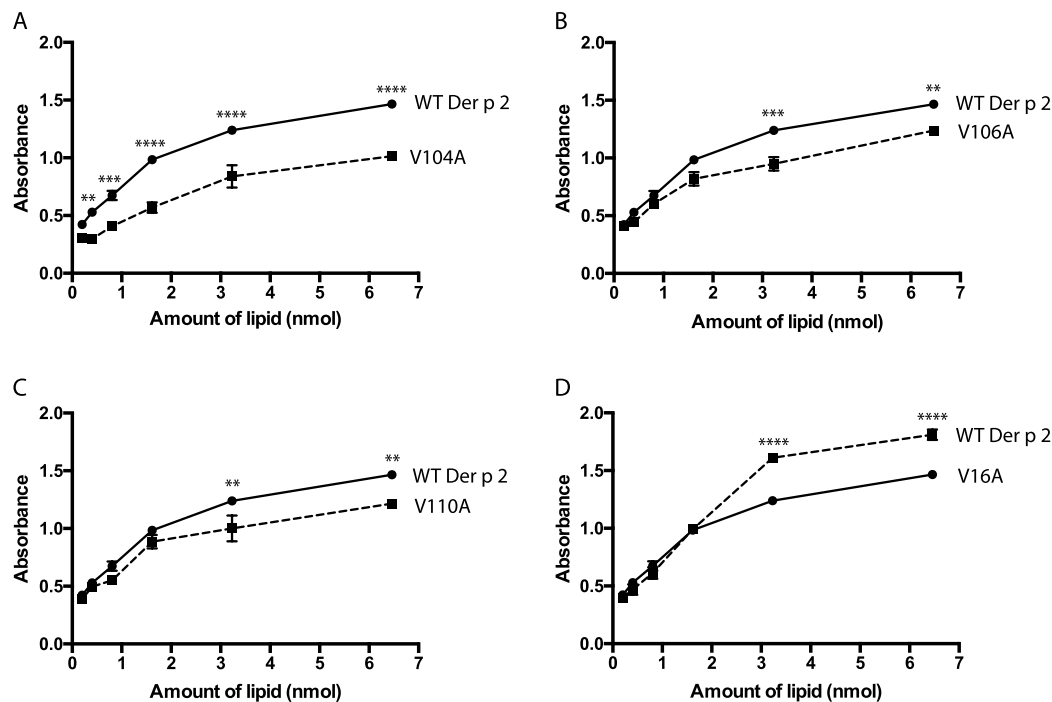 A
2.0
1.5
1.0
0.5
0.0
Absorbance
** *** **** **** ****
WT Der p 2
V104A
0 1 2 3 4 5 6 7
Amount of lipid (nmol)
B
2.0
1.5
1.0
0.5
0.0
Absorbance
*** **
WT Der p 2
V106A
0 1 2 3 4 5 6 7
Amount of lipid (nmol)
C
2.0
1.5
1.0
0.5
0.0
Absorbance
** **
WT Der p 2
V110A
0 1 2 3 4 5 6 7
Amount of lipid (nmol)
D
2.0
1.5
1.0
0.5
0.0
Absorbance
**** ****
WT Der p 2
V16A
0 1 2 3 4 5 6 7
Amount of lipid (nmol)